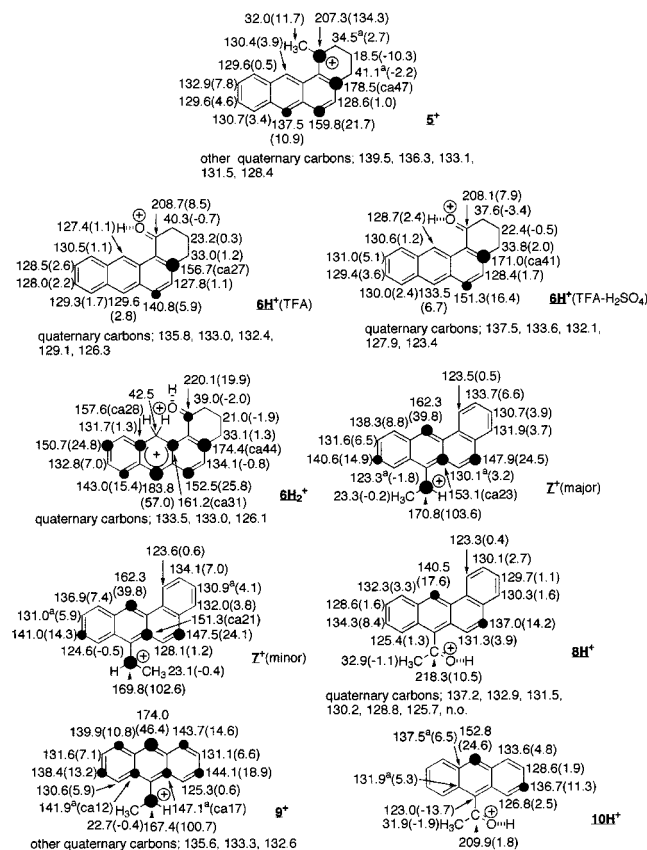 32.0(11.7)
207.3(134.3)
34.5ᵃ(2.7)
130.4(3.9)
H₃C
18.5(-10.3)
129.6(0.5)
41.1ᵃ(-2.2)
132.9(7.8)
178.5(ca47)
129.6(4.6)
128.6(1.0)
130.7(3.4)
137.5
(10.9)
159.8(21.7)
5⁺
other quaternary carbons; 139.5, 136.3, 133.1,
131.5, 128.4
208.7(8.5)
127.4(1.1)
H
O
40.3(-0.7)
130.5(1.1)
23.2(0.3)
33.0(1.2)
128.5(2.6)
156.7(ca27)
128.0(2.2)
127.8(1.1)
129.3(1.7)
129.6
(2.8)
140.8(5.9)
6H⁺(TFA)
quaternary carbons; 135.8, 133.0, 132.4,
129.1, 126.3
208.1(7.9)
128.7(2.4)
H
O
37.6(-3.4)
130.6(1.2)
22.4(-0.5)
33.8(2.0)
131.0(5.1)
171.0(ca41)
129.4(3.6)
128.4(1.7)
130.0(2.4)
133.5
(6.7)
151.3(16.4)
6H⁺(TFA-H₂SO₄)
quaternary carbons; 137.5, 133.6, 132.1,
127.9, 123.4
42.5
H
O
220.1(19.9)
157.6(ca28)
H H
39.0(-2.0)
131.7(1.3)
21.0(-1.9)
33.1(1.3)
150.7(24.8)
174.4(ca44)
132.8(7.0)
134.1(-0.8)
143.0(15.4)
183.8
(57.0)
152.5(25.8)
161.2(ca31)
6H₂⁺
quaternary carbons; 133.5, 133.0, 126.1
123.5(0.5)
162.3
(39.8)
133.7(6.6)
138.3(8.8)
130.7(3.9)
131.6(6.5)
131.9(3.7)
140.6(14.9)
147.9(24.5)
123.3ᵃ(-1.8)
130.1ᵃ(3.2)
23.3(-0.2)H₃C
H
153.1(ca23)
170.8(103.6)
7⁺(major)
123.6(0.6)
162.3
(39.8)
134.1(7.0)
136.9(7.4)
130.9ᵃ(4.1)
131.0ᵃ(5.9)
132.0(3.8)
151.3(ca21)
141.0(14.3)
147.5(24.1)
124.6(-0.5)
128.1(1.2)
H
CH₃
23.1(-0.4)
169.8(102.6)
7⁺(minor)
123.3(0.4)
140.5
(17.6)
130.1(2.7)
132.3(3.3)
129.7(1.1)
128.6(1.6)
130.3(1.6)
134.3(8.4)
137.0(14.2)
125.4(1.3)
131.3(3.9)
32.9(-1.1)
H₃C
C
O
H
218.3(10.5)
8H⁺
quaternary carbons; 137.2, 132.9, 131.5,
130.2, 128.8, 125.7, n.o.
174.0
(46.4)
139.9(10.8)
143.7(14.6)
131.6(7.1)
131.1(6.6)
138.4(13.2)
144.1(18.9)
130.6(5.9)
125.3(0.6)
141.9ᵃ(ca12)
H₃C
H
147.1ᵃ(ca17)
22.7(-0.4)
167.4(100.7)
9⁺
other quaternary carbons; 135.6, 133.3, 132.6
137.5ᵃ(6.5)
152.8
(24.6)
133.6(4.8)
128.6(1.9)
131.9ᵃ(5.3)
136.7(11.3)
123.0(-13.7)
126.8(2.5)
31.9(-1.9)
H₃C
C
O
H
209.9(1.8)
10H⁺